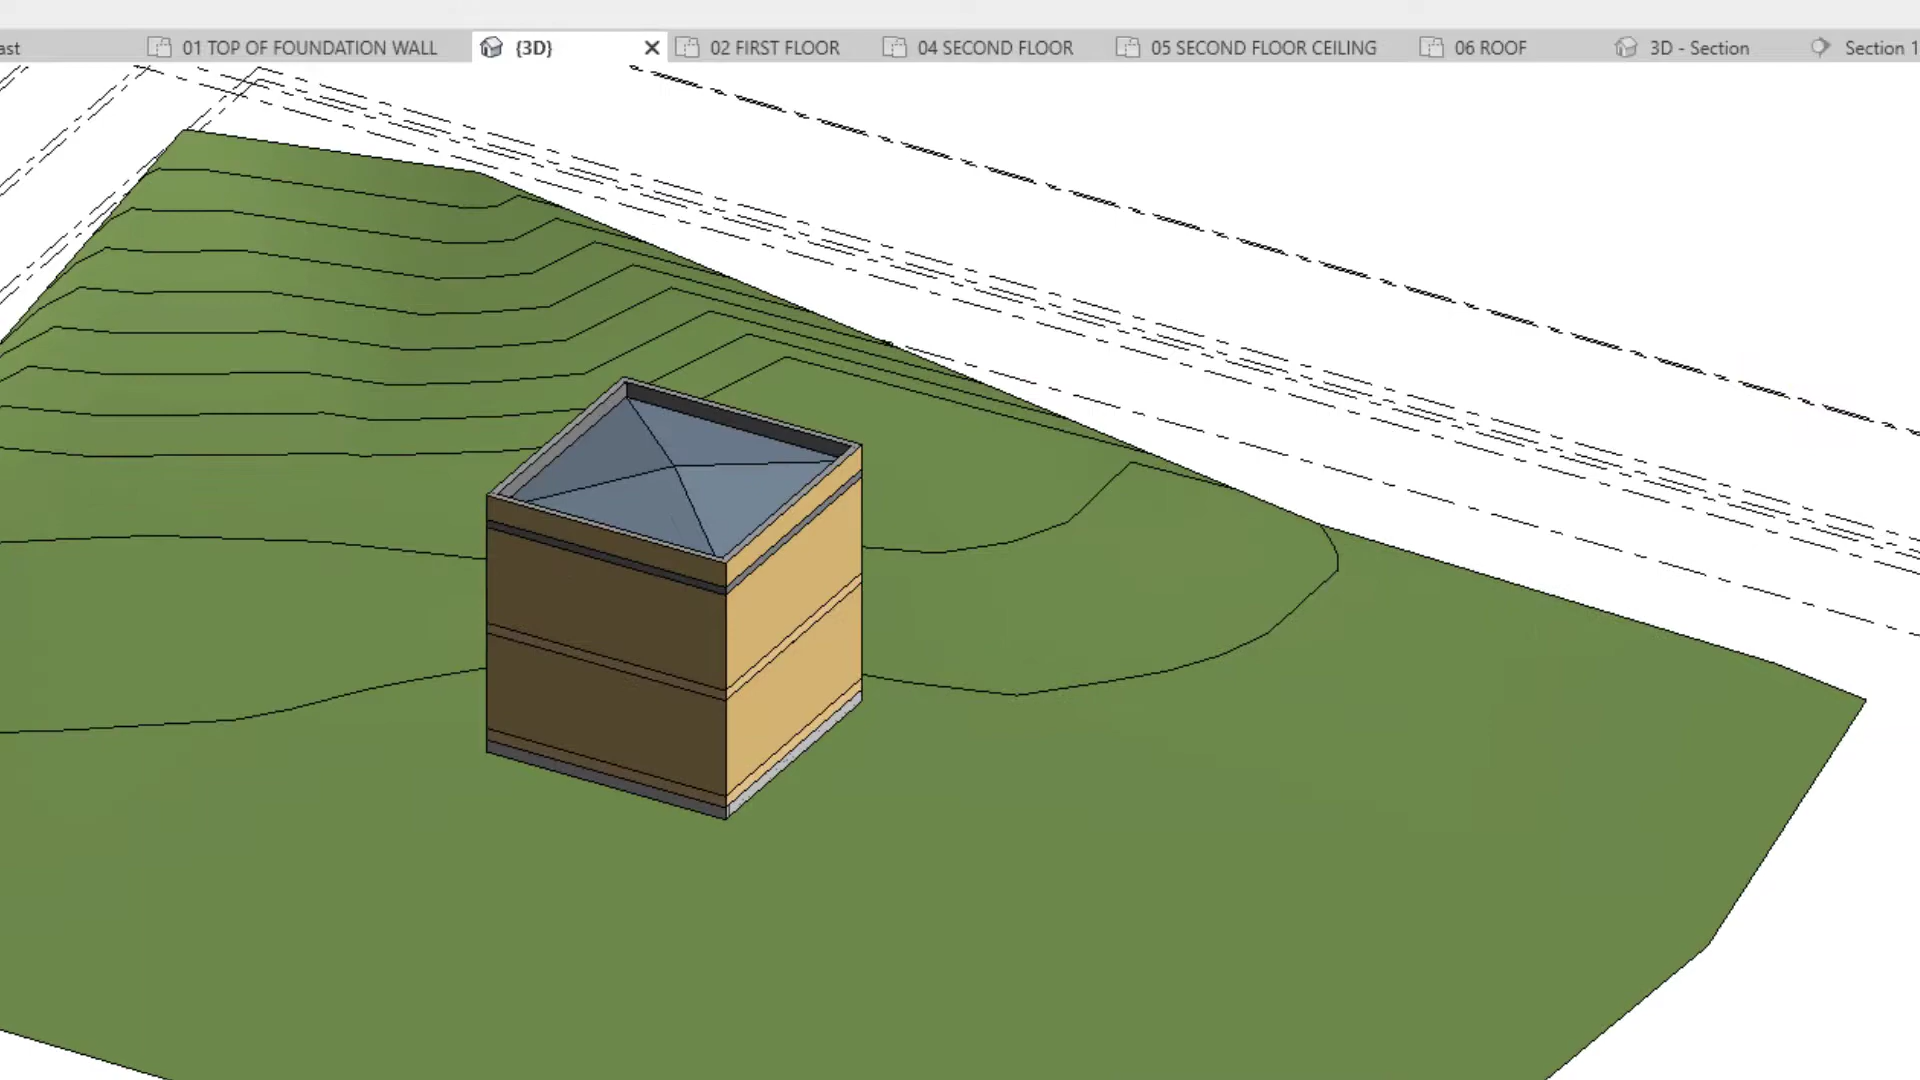 ast 01 TOP OF FOUNDATION WALL {3D} 02 FIRST FLOOR 04 SECOND FLOOR 05 SECOND FLOOR CEILING 06 ROOF 3D - Section Section 1